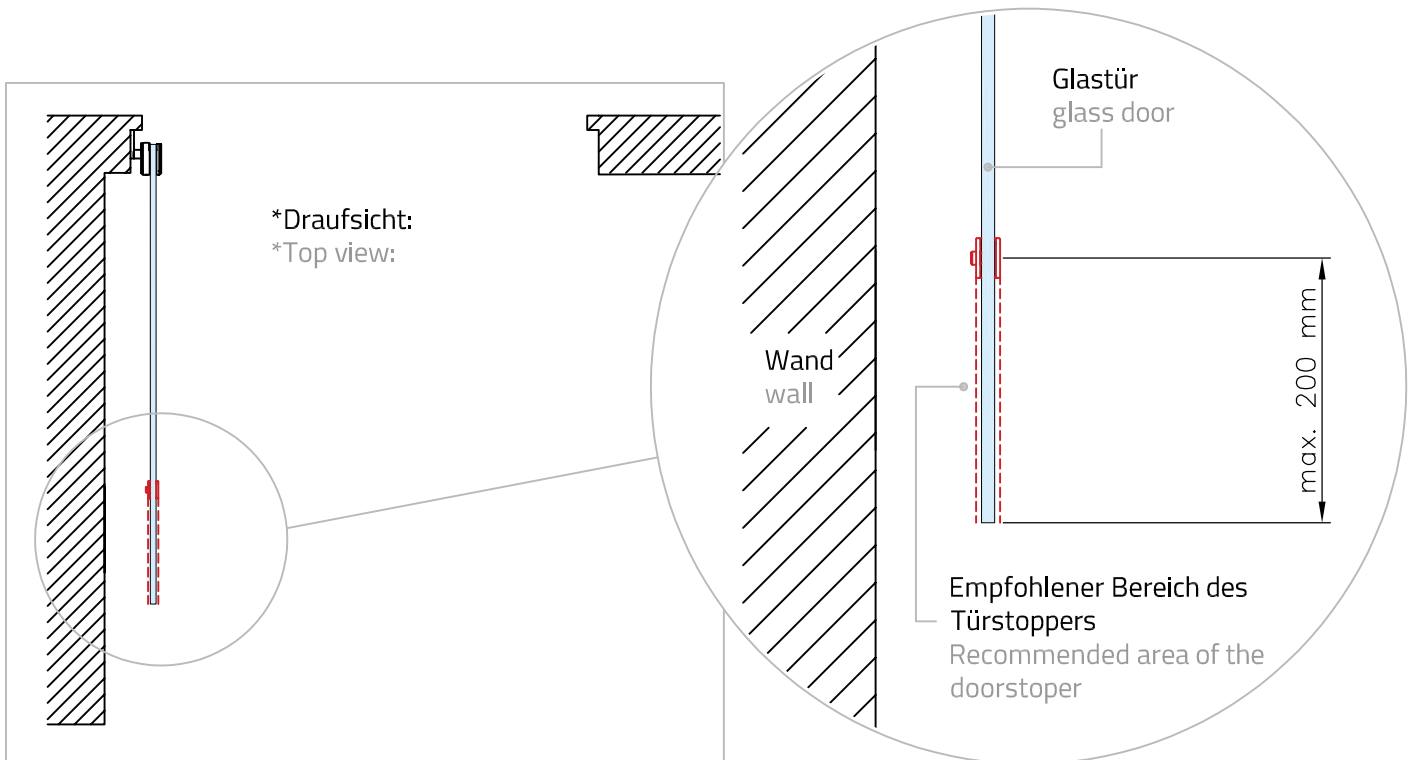 *Draufsicht:
*Top view:
Glastür
glass door
Wand
wall
max. 200 mm
Empfohlener Bereich des
Türstoppers
Recommended area of the
doorstoper